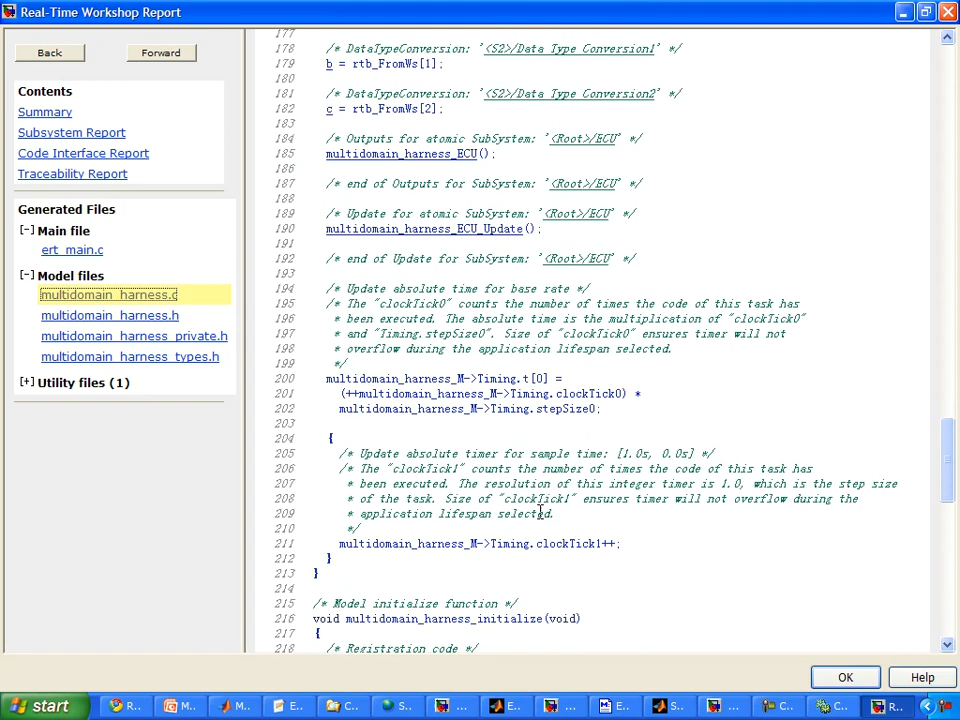 Real-Time Workshop Report
Back
Forward
Contents
Summary
Subsystem Report
Code Interface Report
Traceability Report
Generated Files
[-] Main file
ert_main.c
[-] Model files
multidomain_harness.c
multidomain_harness.h
multidomain_harness_private.h
multidomain_harness_types.h
[+] Utility files (1)
177
178 /* DataTypeConversion: '<S2>/Data Type Conversion1' */
179 b = rtb_FromWs[1];
180
181 /* DataTypeConversion: '<S2>/Data Type Conversion2' */
182 c = rtb_FromWs[2];
183
184 /* Outputs for atomic SubSystem: '<Root>/ECU' */
185 multidomain_harness_ECU();
186
187 /* end of Outputs for SubSystem: '<Root>/ECU' */
188
189 /* Update for atomic SubSystem: '<Root>/ECU' */
190 multidomain_harness_ECU_Update();
191
192 /* end of Update for SubSystem: '<Root>/ECU' */
193
194 /* Update absolute time for base rate */
195 /* The "clockTick0" counts the number of times the code of this task has
196 * been executed. The absolute time is the multiplication of "clockTick0"
197 * and "Timing.stepSize0". Size of "clockTick0" ensures timer will not
198 * overflow during the application lifespan selected.
199 */
200 multidomain_harness_M->Timing.t[0] =
201 (++multidomain_harness_M->Timing.clockTick0) *
202 multidomain_harness_M->Timing.stepSize0;
203
204 {
205 /* Update absolute timer for sample time: [1.0s, 0.0s] */
206 /* The "clockTick1" counts the number of times the code of this task has
207 * been executed. The resolution of this integer timer is 1.0, which is the step size
208 * of the task. Size of "clockTick1" ensures timer will not overflow during the
209 * application lifespan selected.
210 */
211 multidomain_harness_M->Timing.clockTick1++;
212 }
213 }
214
215 /* Model initialize function */
216 void multidomain_harness_initialize(void)
217 {
218 /* Registration code */
OK
Help
start
R...
M...
M...
E...
C...
S...
...
E...
...
E...
S...
...
C...
C...
R...